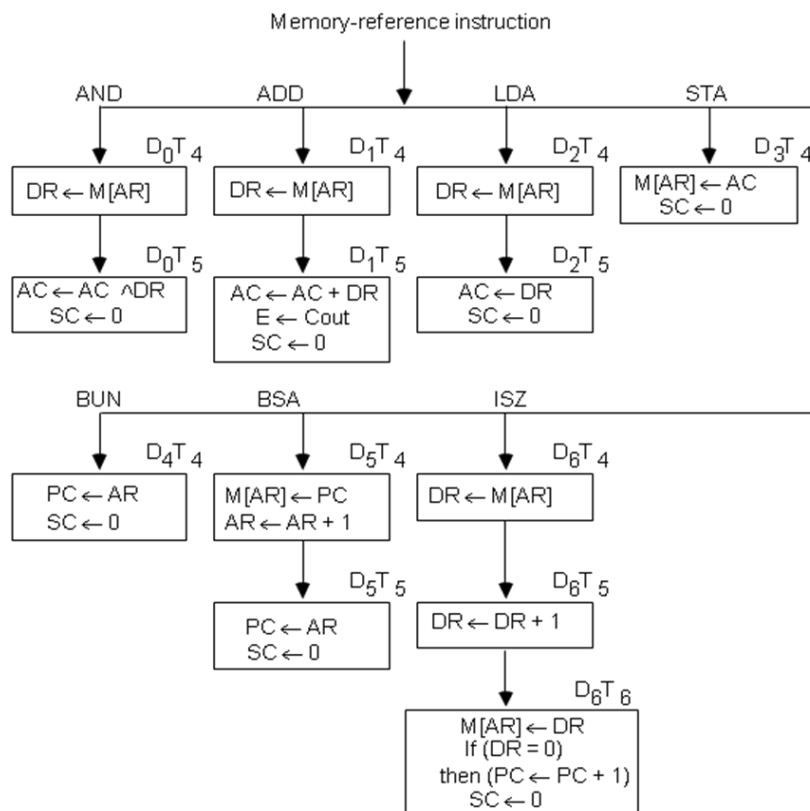 Memory-reference instruction
AND ADD LDA STA
D₀T₄ D₁T₄ D₂T₄ D₃T₄
DR ← M[AR] DR ← M[AR] DR ← M[AR] M[AR] ← AC
SC ← 0
D₀T₅ D₁T₅ D₂T₅
AC ← AC ∧DR AC ← AC + DR AC ← DR
SC ← 0 E ← Cout SC ← 0
SC ← 0
BUN BSA ISZ
D₄T₄ D₅T₄ D₆T₄
PC ← AR M[AR] ← PC DR ← M[AR]
SC ← 0 AR ← AR + 1
D₅T₅ D₆T₅
PC ← AR DR ← DR + 1
SC ← 0
D₆T₆
M[AR] ← DR
If (DR = 0)
then (PC ← PC + 1)
SC ← 0